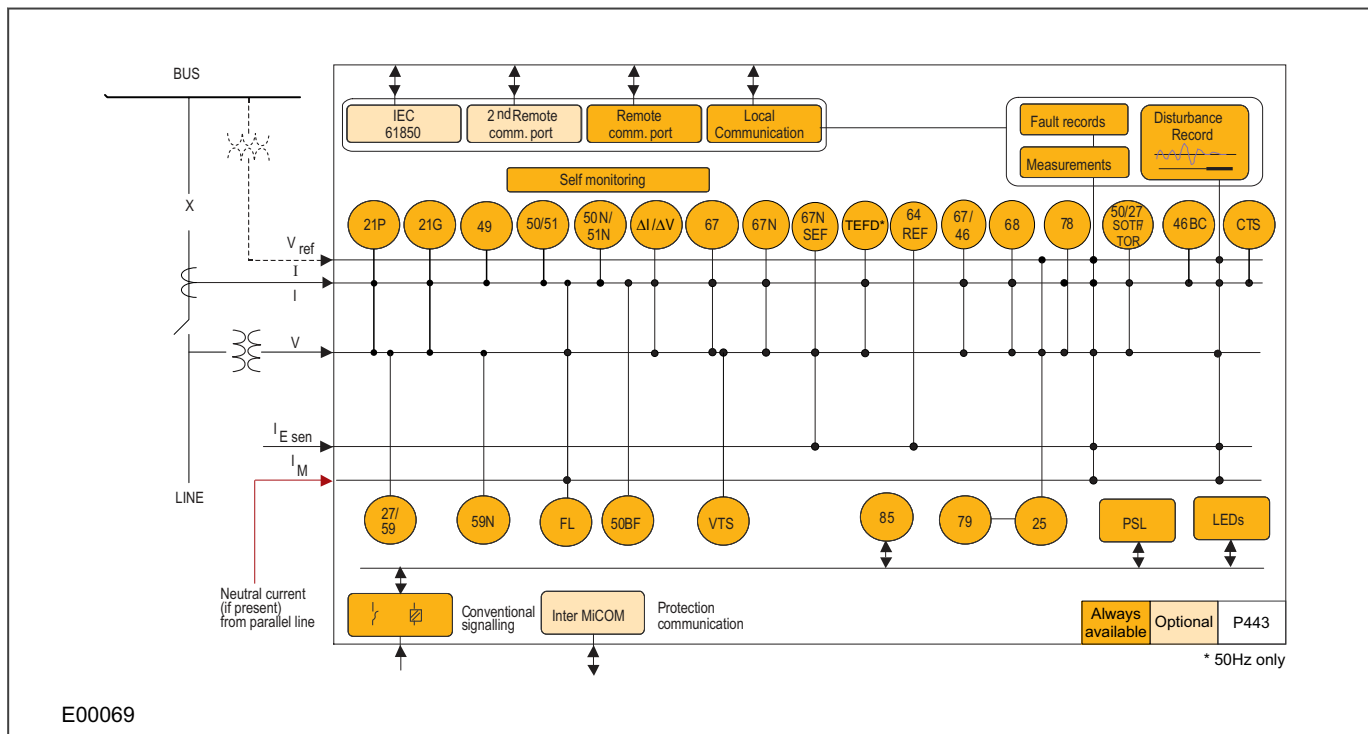 BUS
IEC
61850
2nd Remote
comm. port
Remote
comm. port
Local
Communication
Fault records
Measurements
Disturbance
Record
Self monitoring
X
21P
21G
49
50/51
50N/
51N
ΔI/ΔV
67
67N
67N
SEF
TEFD*
64
REF
67/
46
68
78
50/27
SOTF/
TOR
46BC
CTS
Vref
I
I
V
IE sen
IM
LINE
27/
59
59N
FL
50BF
VTS
85
79
25
PSL
LEDs
Neutral current
(if present)
from parallel line
Conventional
signalling
Inter MiCOM
Protection
communication
Always
available
Optional
P443
* 50Hz only
E00069